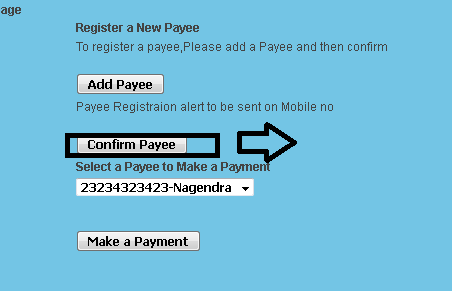 age
Register a New Payee
To register a payee,Please add a Payee and then confirm
Add Payee
Payee Registraion alert to be sent on Mobile no
Confirm Payee
Select a Payee to Make a Payment
23234323423-Nagendra
Make a Payment